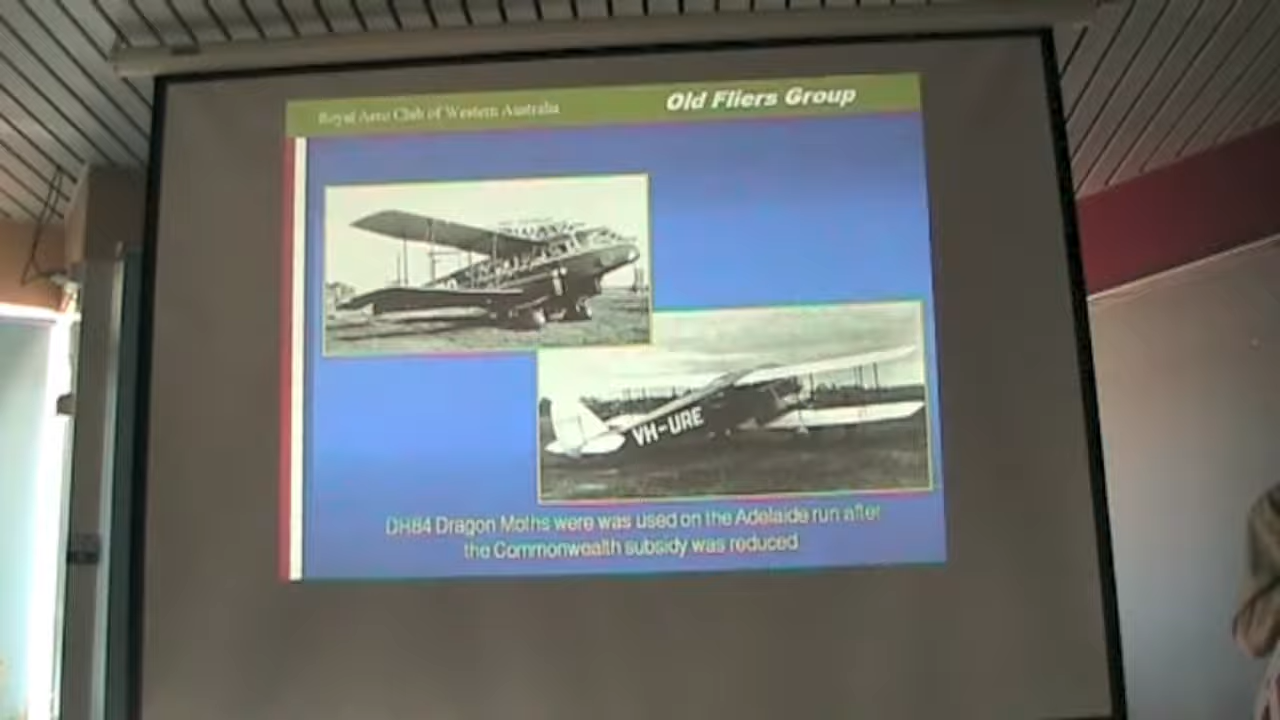 Royal Aero Club of Western Australia
Old Fliers Group
VH-URE
DH84 Dragon Moths were was used on the Adelaide run after
the Commonwealth subsidy was reduced